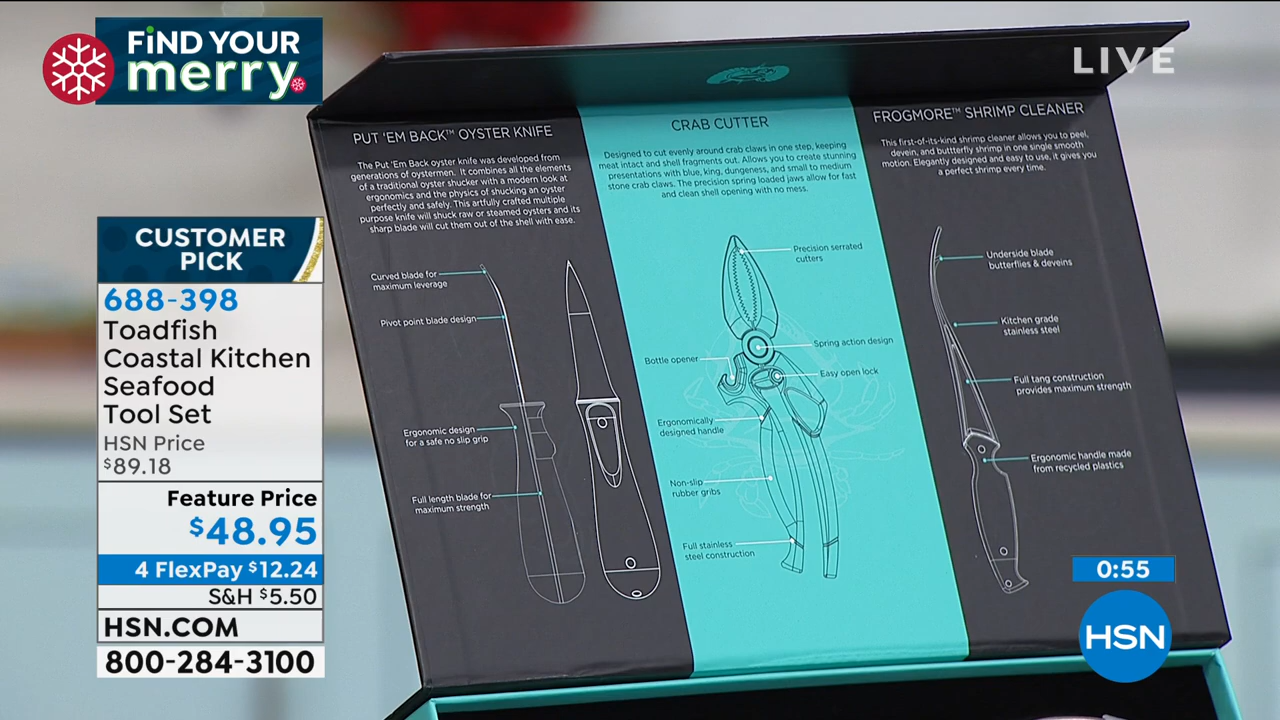 FiND YOUR
merry.
LIVE
CUSTOMER
PICK
688-398
Toadfish
Coastal Kitchen
Seafood
Tool Set
HSN Price
$89.18
Feature Price
$48.95
4 FlexPay $12.24
S&H $5.50
HSN.COM
800-284-3100
PUT 'EM BACK™ OYSTER KNIFE
The Put 'Em Back oyster knife was developed from
generations of oystermen. It combines all the elements
of a traditional oyster shucker with a modern look at
ergonomics and the physics of shucking an oyster
perfectly and safely. This artfully crafted multiple
purpose knife will shuck raw or steamed oysters and its
sharp blade will cut them out of the shell with ease.
Curved blade for
maximum leverage
Pivot point blade design
Ergonomic design
for a safe no slip grip
Full length blade for
maximum strength
CRAB CUTTER
Designed to cut evenly around crab claws in one step, keeping
meat intact and shell fragments out. Allows you to create stunning
presentations with blue, king, dungeness, and small to medium
stone crab claws. The precision spring loaded jaws allow for fast
and clean shell opening with no mess.
Precision serrated
cutters
Spring action design
Bottle opener
Easy open lock
Ergonomically
designed handle
Non-slip
rubber gribs
Full stainless
steel construction
FROGMORE™ SHRIMP CLEANER
This first-of-its-kind shrimp cleaner allows you to peel,
devein, and buttterfly shrimp in one single smooth
motion. Elegantly designed and easy to use, it gives you
a perfect shrimp every time.
Underside blade
butterflies & deveins
Kitchen grade
stainless steel
Full tang construction
provides maximum strength
Ergonomic handle made
from recycled plastics
0:55
HSN